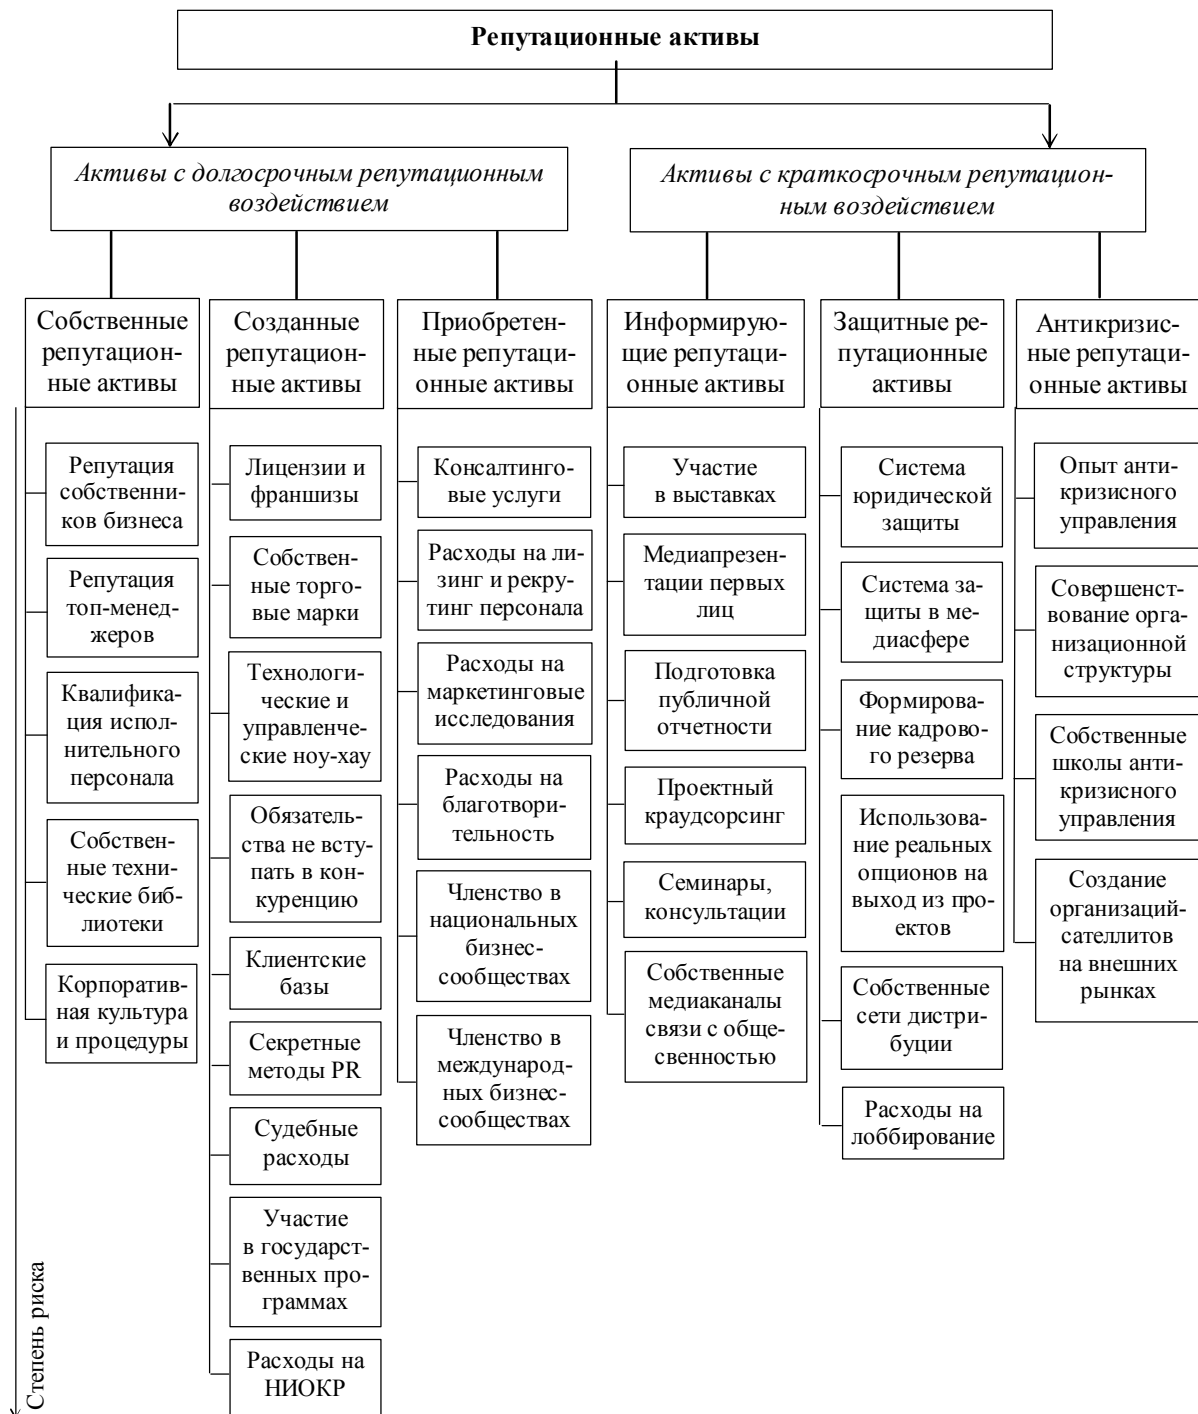 Репутационные активы
Активы с долгосрочным репутационным
воздействием
Активы с краткосрочным репутацион-
ным воздействием
Собственные
репутацион-
ные активы
Созданные
репутацион-
ные активы
Приобретен-
ные репутаци-
онные активы
Информирую-
щие репутаци-
онные активы
Защитные ре-
путационные
активы
Антикризис-
ные репутаци-
онные активы
Репутация
собственни-
ков бизнеса
Репутация
топ-менед-
жеров
Квалифика-
ция испол-
нительного
персонала
Собствен-
ные техни-
ческие биб-
лиотеки
Корпоратив-
ная культура
и процедуры
Лицензии и
франшизы
Собствен-
ные торго-
вые марки
Технологи-
ческие и
управленче-
ские ноу-хау
Обязатель-
ства не всту-
пать в кон-
куренцию
Клиентские
базы
Секретные
методы PR
Судебные
расходы
Участие
в государст-
венных про-
граммах
Расходы на
НИОКР
Консалтинго-
вые услуги
Расходы на ли-
зинг и рекру-
тинг персонала
Расходы на
маркетинговые
исследования
Расходы на
благотвори-
тельность
Членство в
национальных
бизнес-
сообществах
Членство в
международ-
ных бизнес-
сообществах
Участие
в выставках
Медиапрезен-
тации первых
лиц
Подготовка
публичной
отчетности
Проектный
краудсорсинг
Семинары,
консультации
Собственные
медиаканалы
связи с обще-
свенностью
Система
юридической
защиты
Система за-
щиты в ме-
диасфере
Формирова-
ние кадрово-
го резерва
Использова-
ние реальных
опционов на
выход из про-
ектов
Собственные
сети дистри-
буции
Расходы на
лоббирование
Опыт анти-
кризисного
управления
Совершенст-
вование орга-
низационной
структуры
Собственные
школы анти-
кризисного
управления
Создание
организаций-
сателлитов
на внешних
рынках
Степень риска